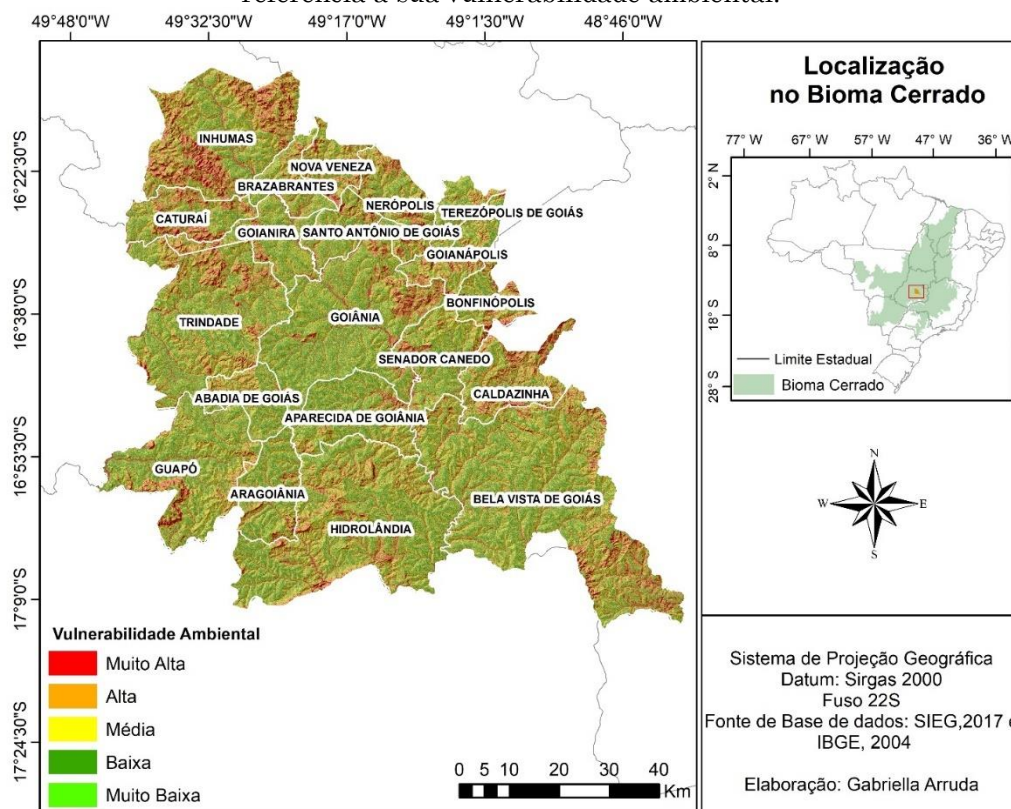 referência a sua vulnerabilidade ambiental.
49°48'0"W 49°32'30"W 49°17'0"W 49°1'30"W 48°46'0"W
16°22'30"S
16°38'0"S
16°53'30"S
17°9'0"S
17°24'30"S
INHUMAS
NOVA VENEZA
BRAZABRANTES
NERÓPOLIS
TEREZÓPOLIS DE GOIÁS
CATURAÍ
GOIANIRA
SANTO ANTÔNIO DE GOIÁS
GOIANÁPOLIS
BONFINÓPOLIS
TRINDADE
GOIÂNIA
SENADOR CANEDO
CALDAZINHA
ABADIA DE GOIÁS
APARECIDA DE GOIÂNIA
GUAPÓ
ARAGOIÂNIA
BELA VISTA DE GOIÁS
HIDROLÂNDIA
Vulnerabilidade Ambiental
Muito Alta
Alta
Média
Baixa
Muito Baixa
0 5 10 20 30 40
Km
Localização
no Bioma Cerrado
77° W 67° W 57° W 47° W 36° W
2° N
8° S
18° S
28° S
Limite Estadual
Bioma Cerrado
N
W E
S
Sistema de Projeção Geográfica
Datum: Sirgas 2000
Fuso 22S
Fonte de Base de dados: SIEG,2017 e
IBGE, 2004
Elaboração: Gabriella Arruda